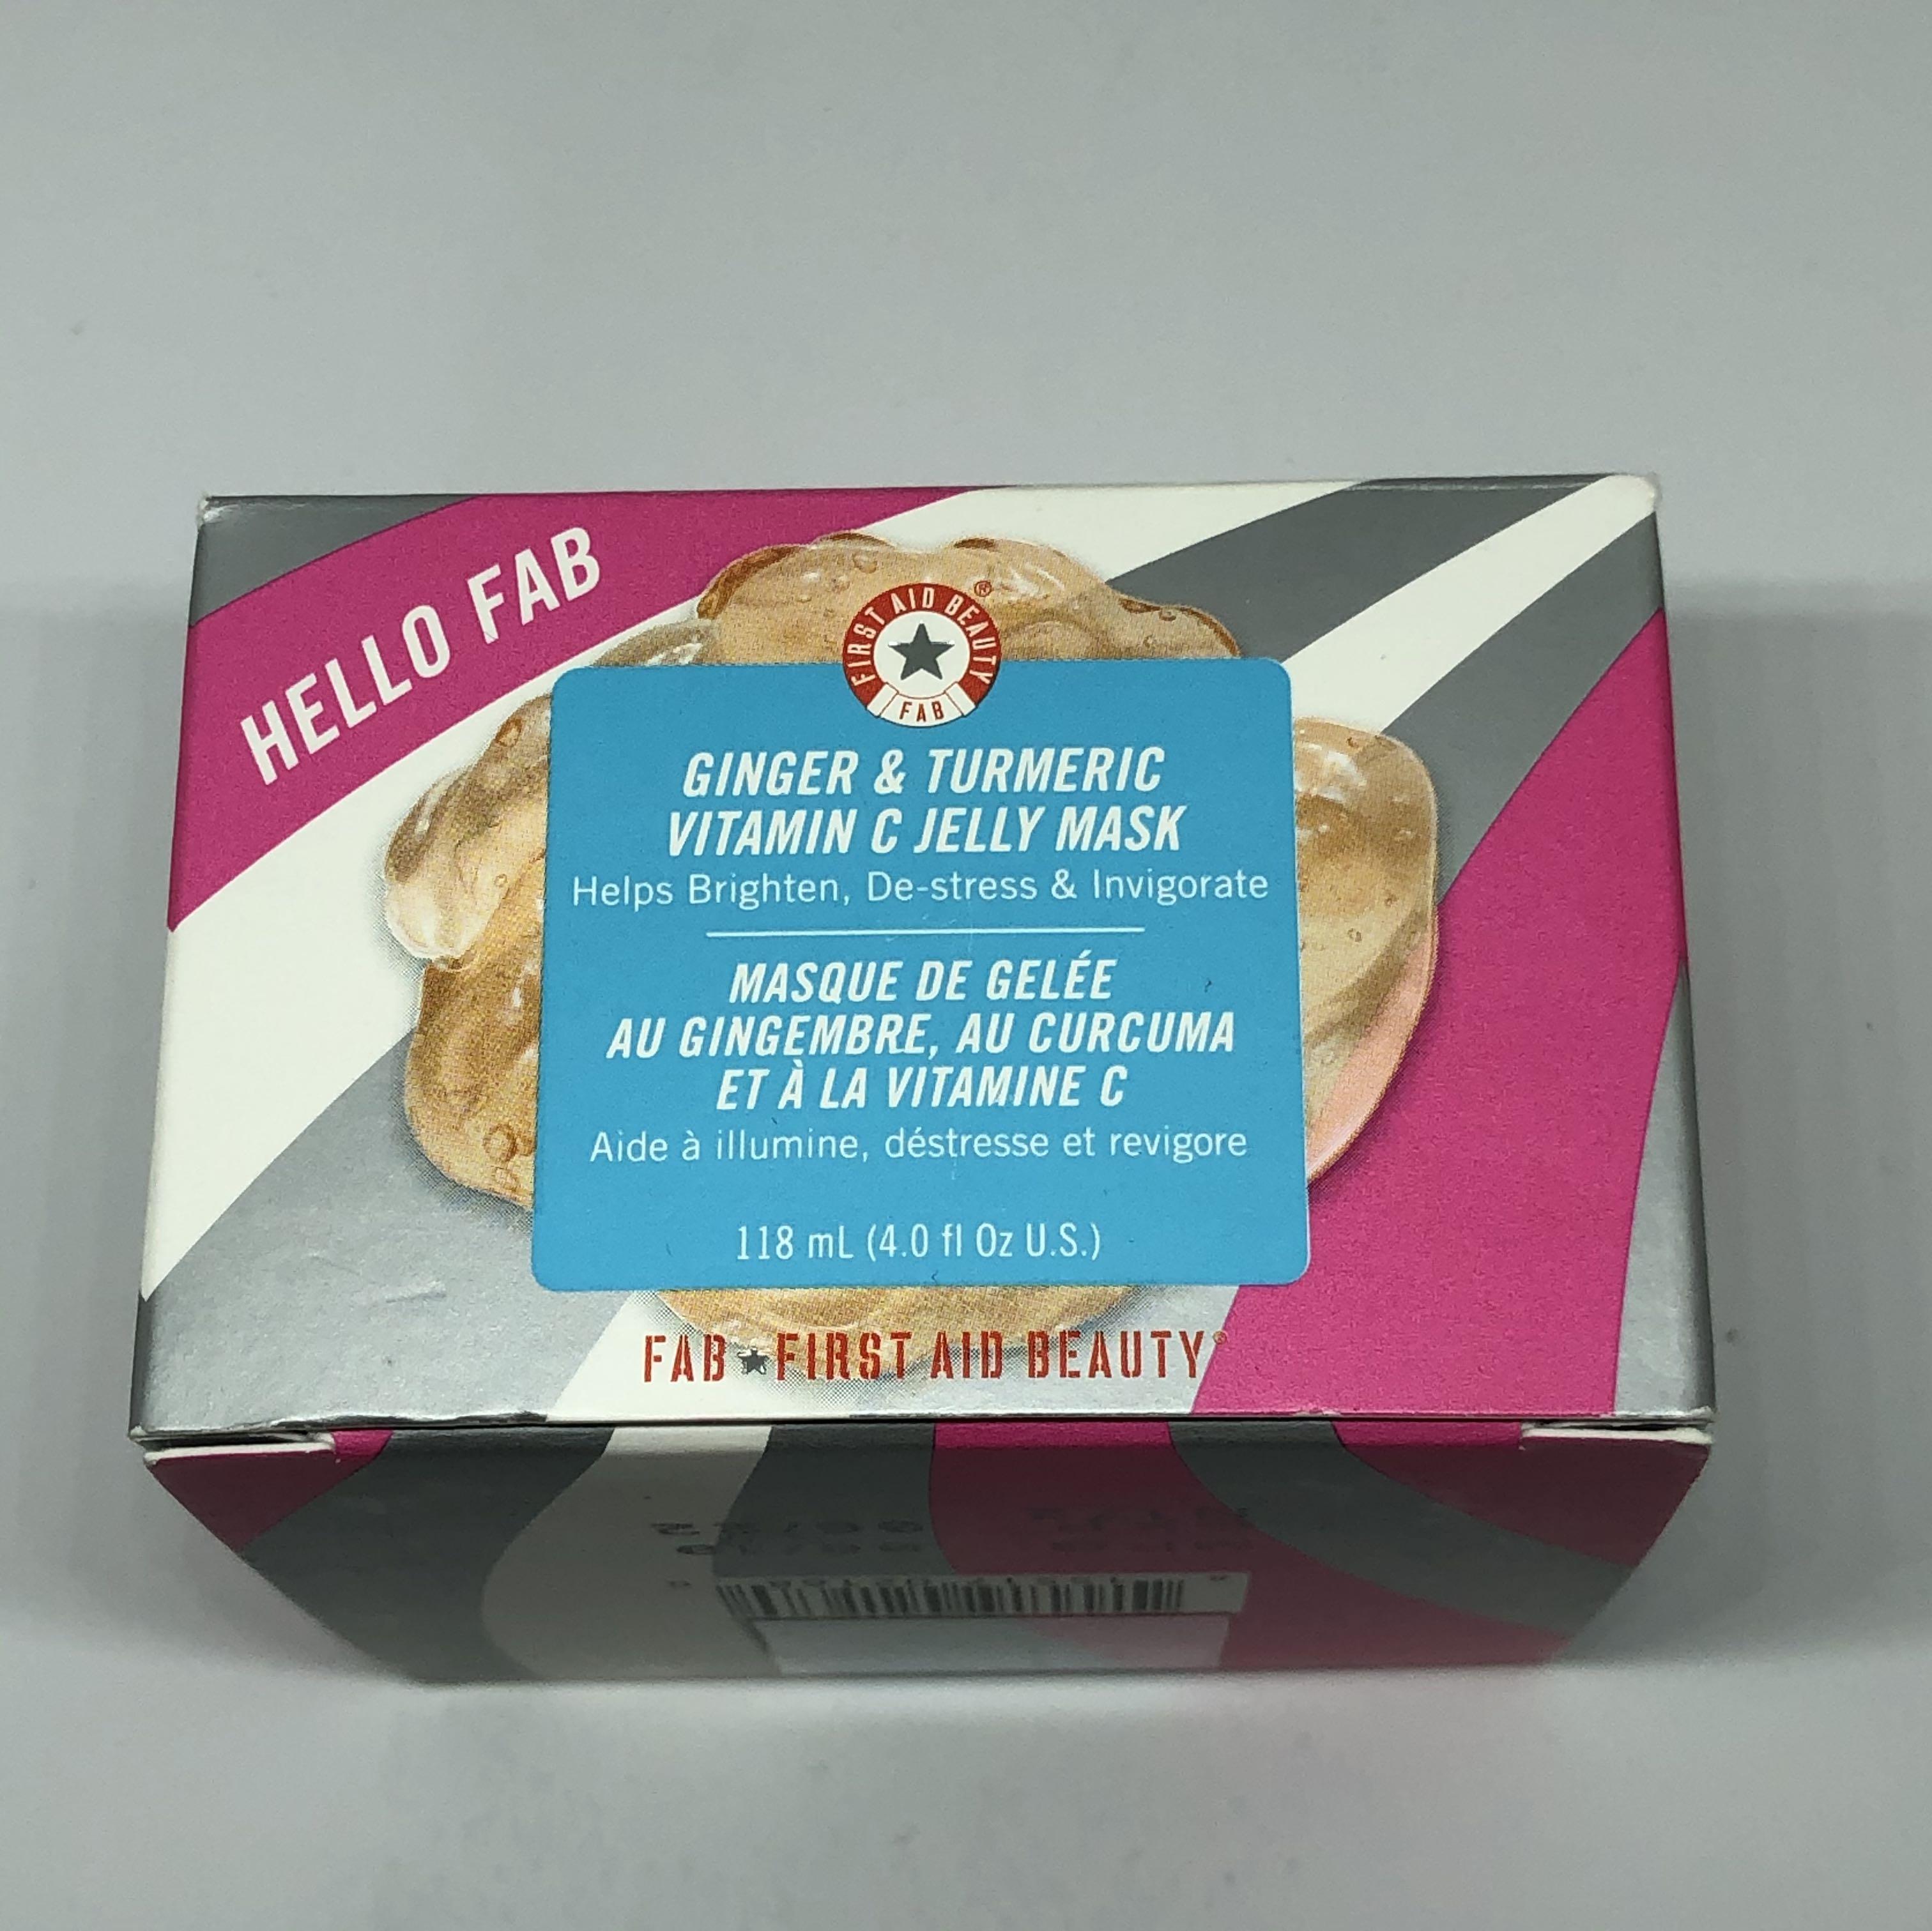 HELLO FAB
FIRST AID BEAUTY®
FAB
GINGER & TURMERIC
VITAMIN C JELLY MASK
Helps Brighten, De-stress & Invigorate
MASQUE DE GELÉE
AU GINGEMBRE, AU CURCUMA
ET À LA VITAMINE C
Aide à illumine, déstresse et revigore
118 mL (4.0 fl Oz U.S.)
FAB FIRST AID BEAUTY®